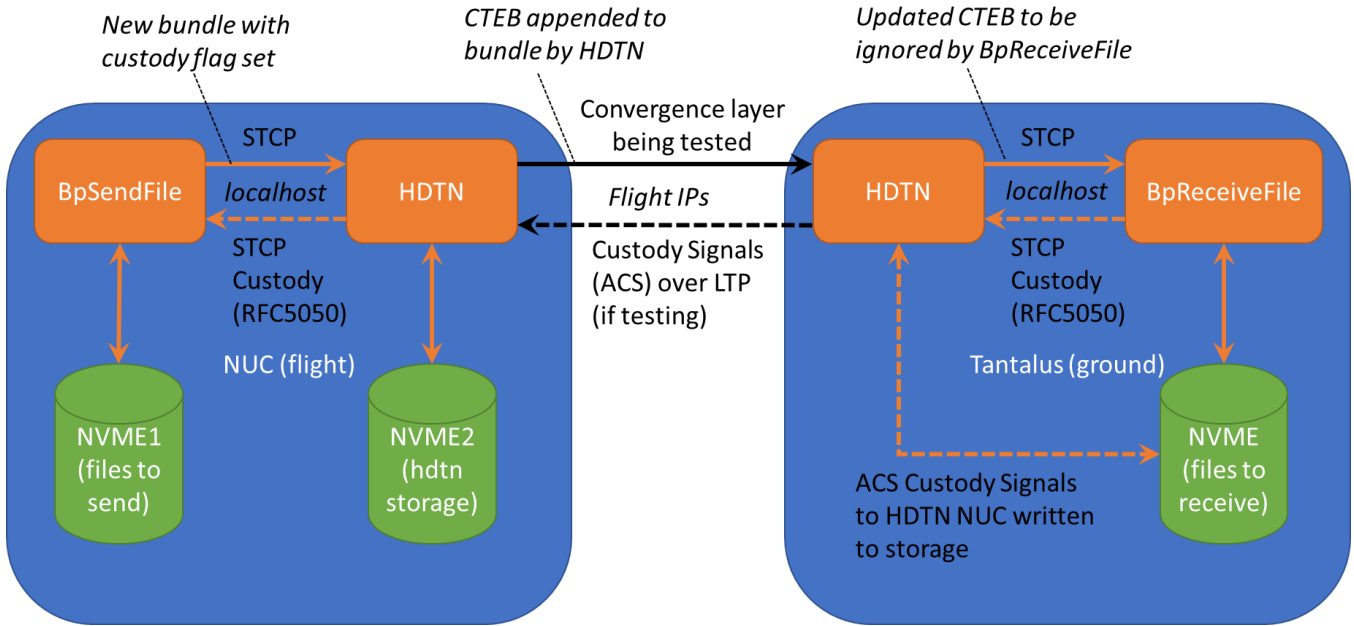 New bundle with
custody flag set
CTEB appended to
bundle by HDTN
Updated CTEB to be
ignored by BpReceiveFile
BpSendFile
STCP
localhost
STCP
Custody
(RFC5050)
HDTN
Convergence layer
being tested
Flight IPs
Custody Signals
(ACS) over LTP
(if testing)
HDTN
STCP
localhost
STCP
Custody
(RFC5050)
BpReceiveFile
NUC (flight)
Tantalus (ground)
NVME1
(files to
send)
NVME2
(hdtn
storage)
ACS Custody Signals
to HDTN NUC written
to storage
NVME
(files to
receive)